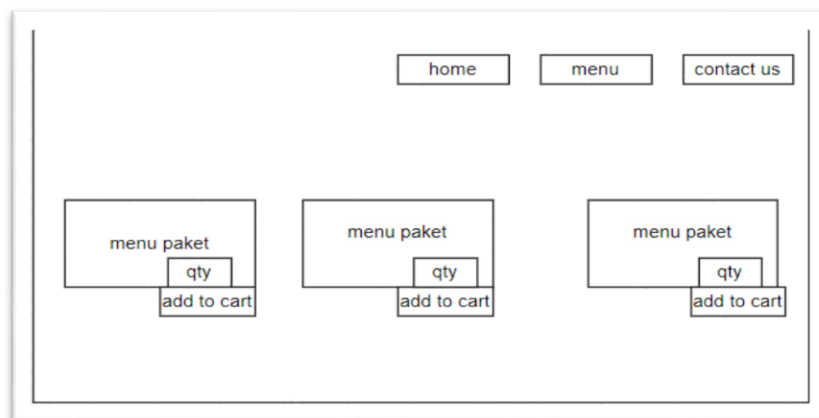 home
menu
contact us
menu paket
menu paket
menu paket
qty
qty
qty
add to cart
add to cart
add to cart